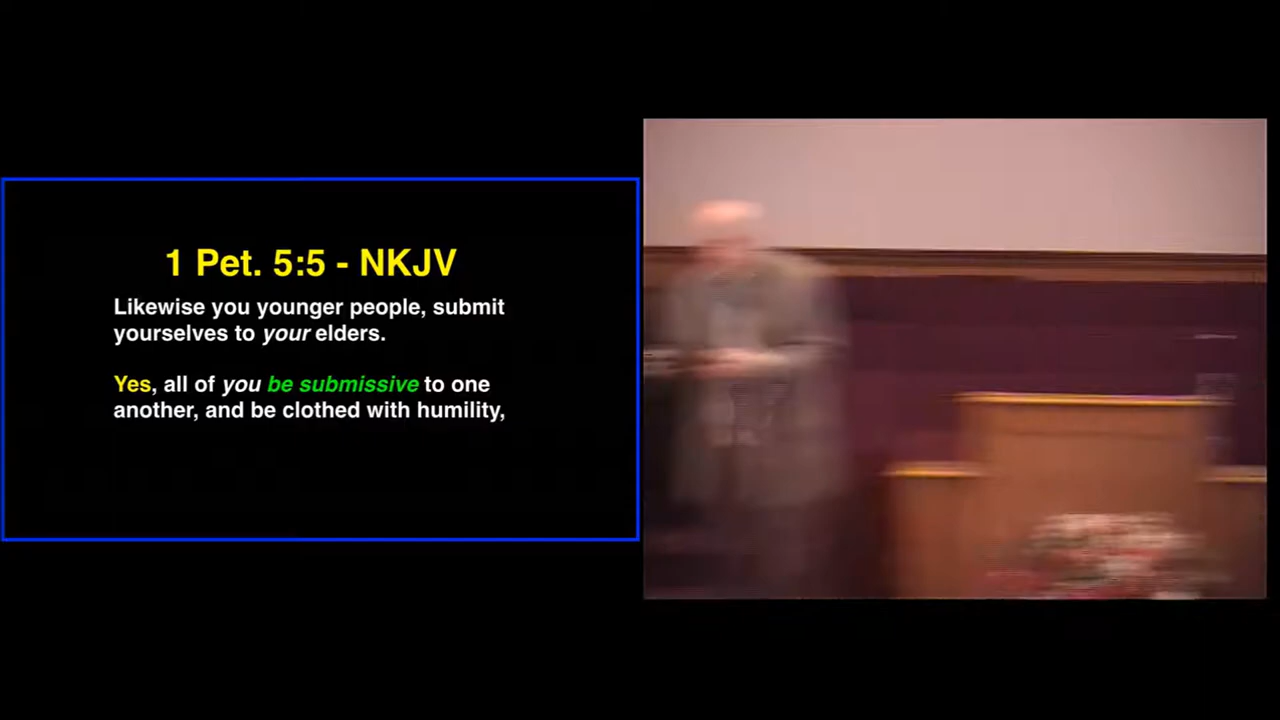 1 Pet. 5:5 - NKJV
Likewise you younger people, submit
yourselves to your elders.
Yes, all of you be submissive to one
another, and be clothed with humility,